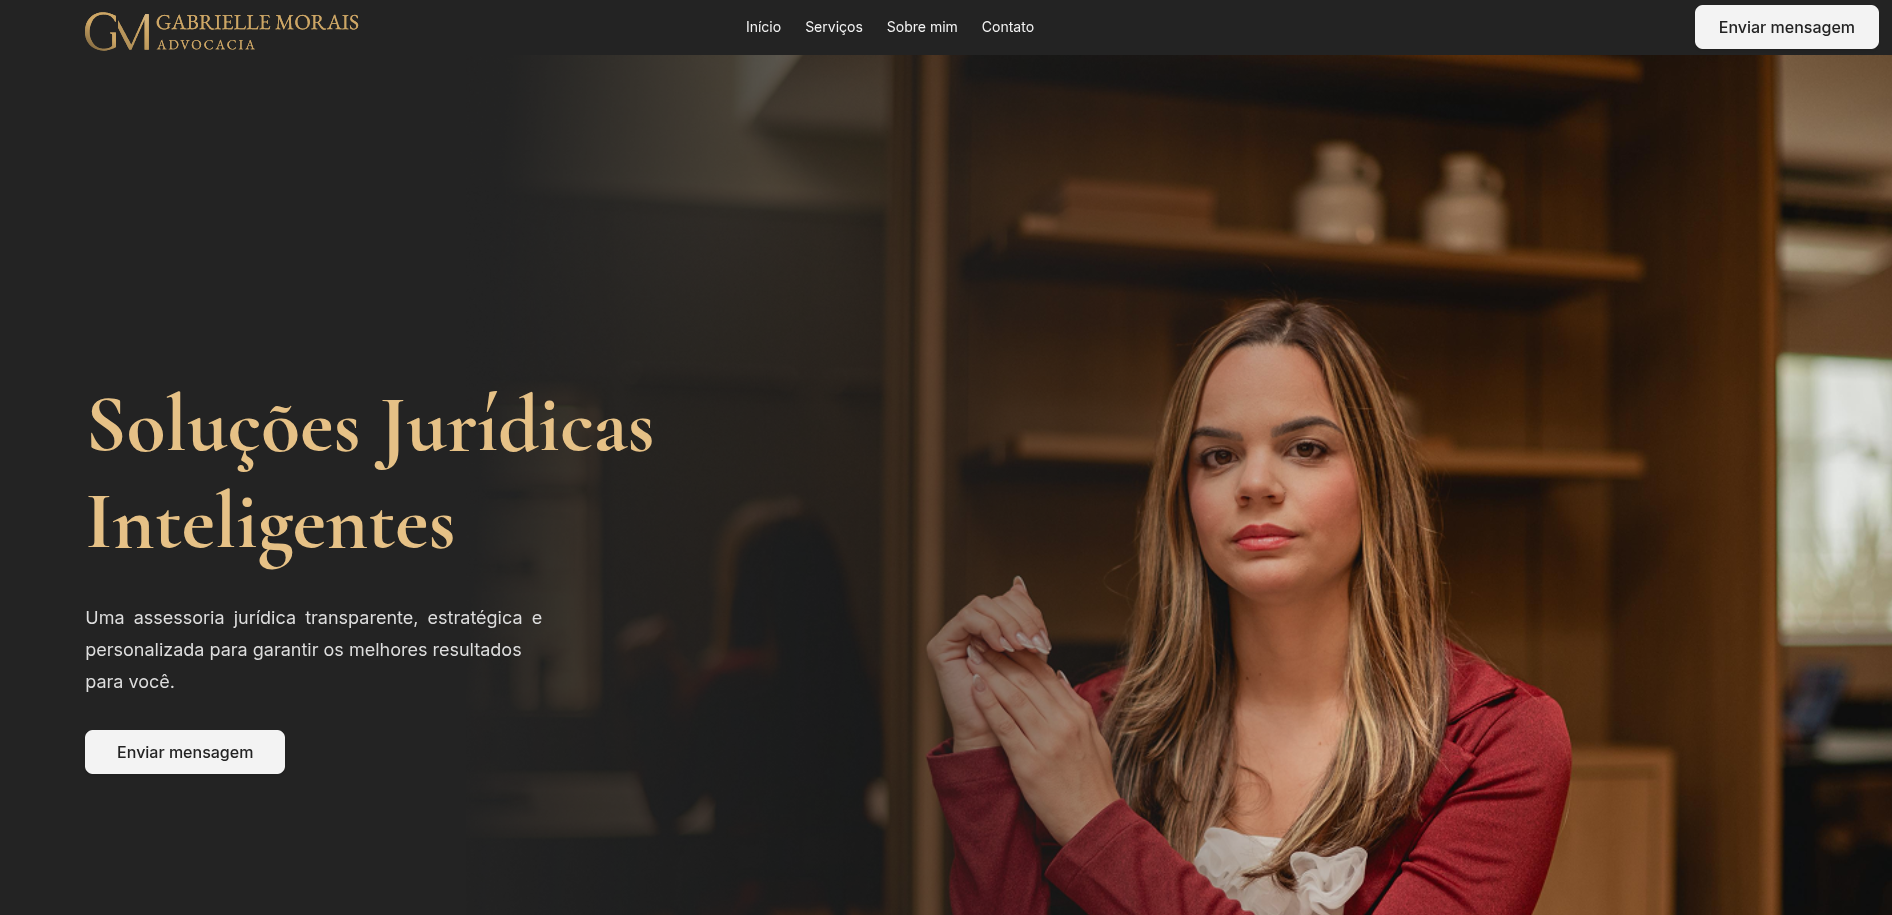 GM GABRIELLE MORAIS
ADVOCACIA
Início Serviços Sobre mim Contato
Enviar mensagem
Soluções Jurídicas
Inteligentes
Uma assessoria jurídica transparente, estratégica e
personalizada para garantir os melhores resultados
para você.
Enviar mensagem